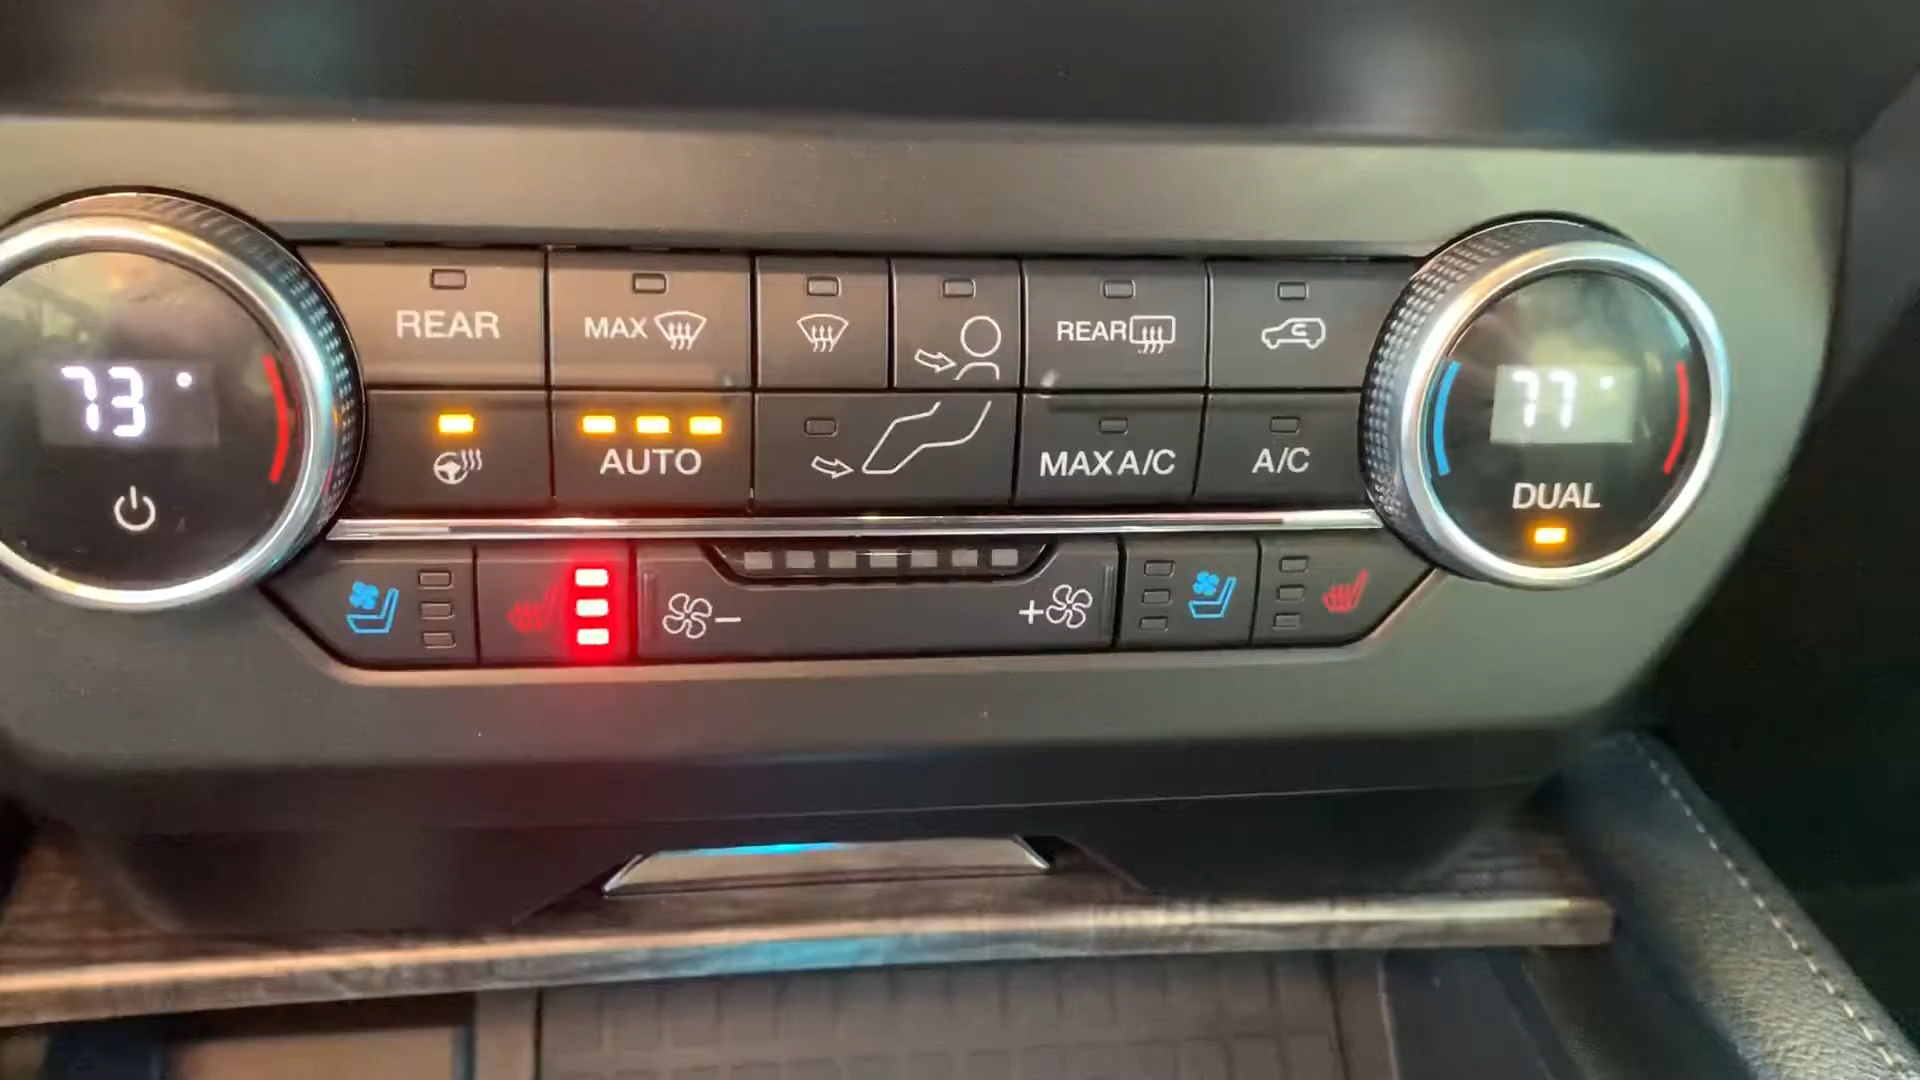 73°
REAR
MAX
REAR
77°
AUTO
MAX A/C
A/C
DUAL
−
+